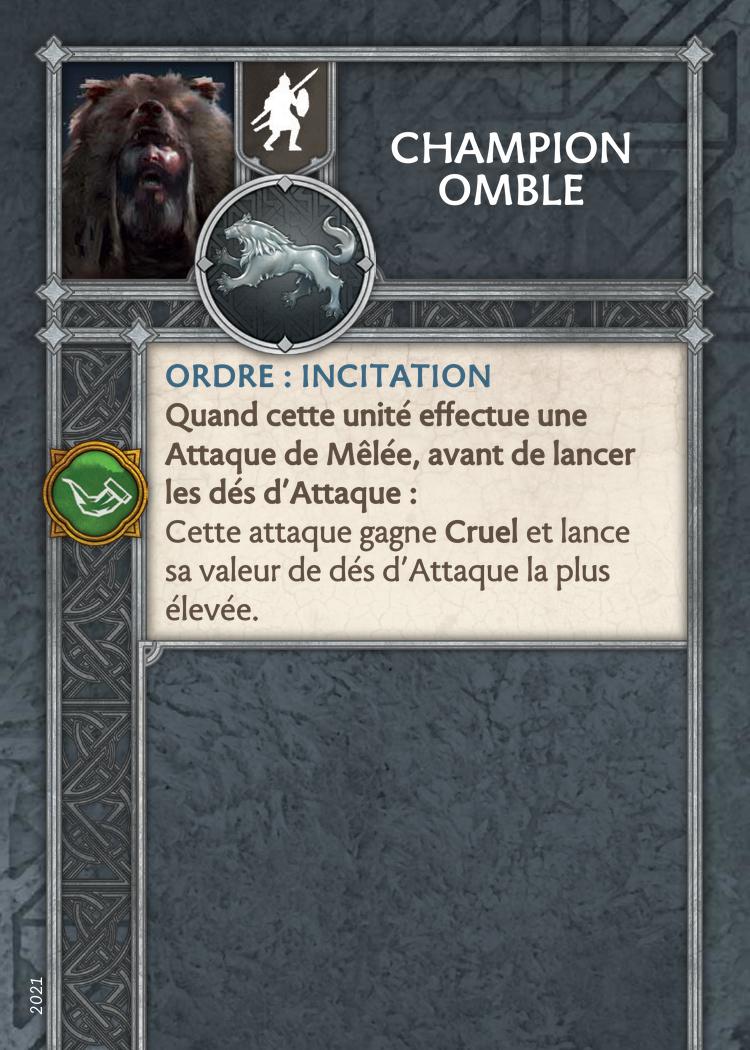 CHAMPION
OMBLE
ORDRE : INCITATION
Quand cette unité effectue une
Attaque de Mêlée, avant de lancer
les dés d’Attaque :
Cette attaque gagne Cruel et lance
sa valeur de dés d’Attaque la plus
élevée.
2021